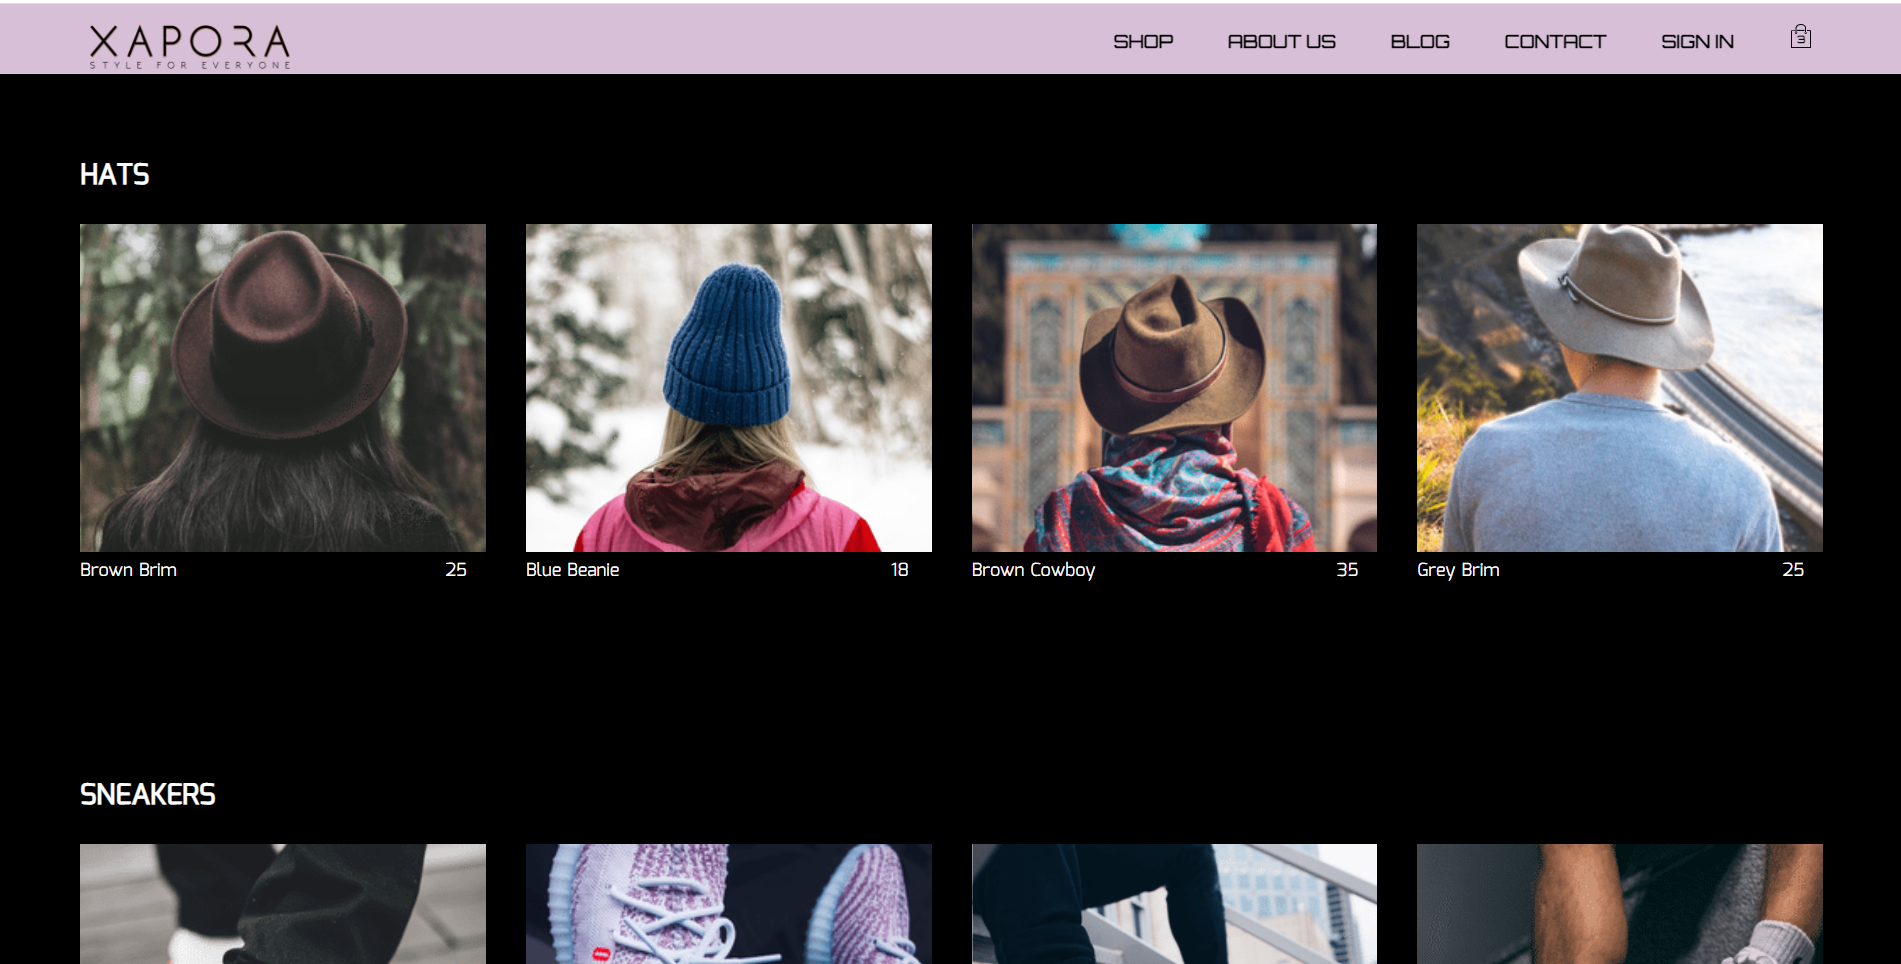 XAPORA
STYLE FOR EVERYONE
SHOP
ABOUT US
BLOG
CONTACT
SIGN IN
3
HATS
Brown Brim 25
Blue Beanie 18
Brown Cowboy 35
Grey Brim 25
SNEAKERS